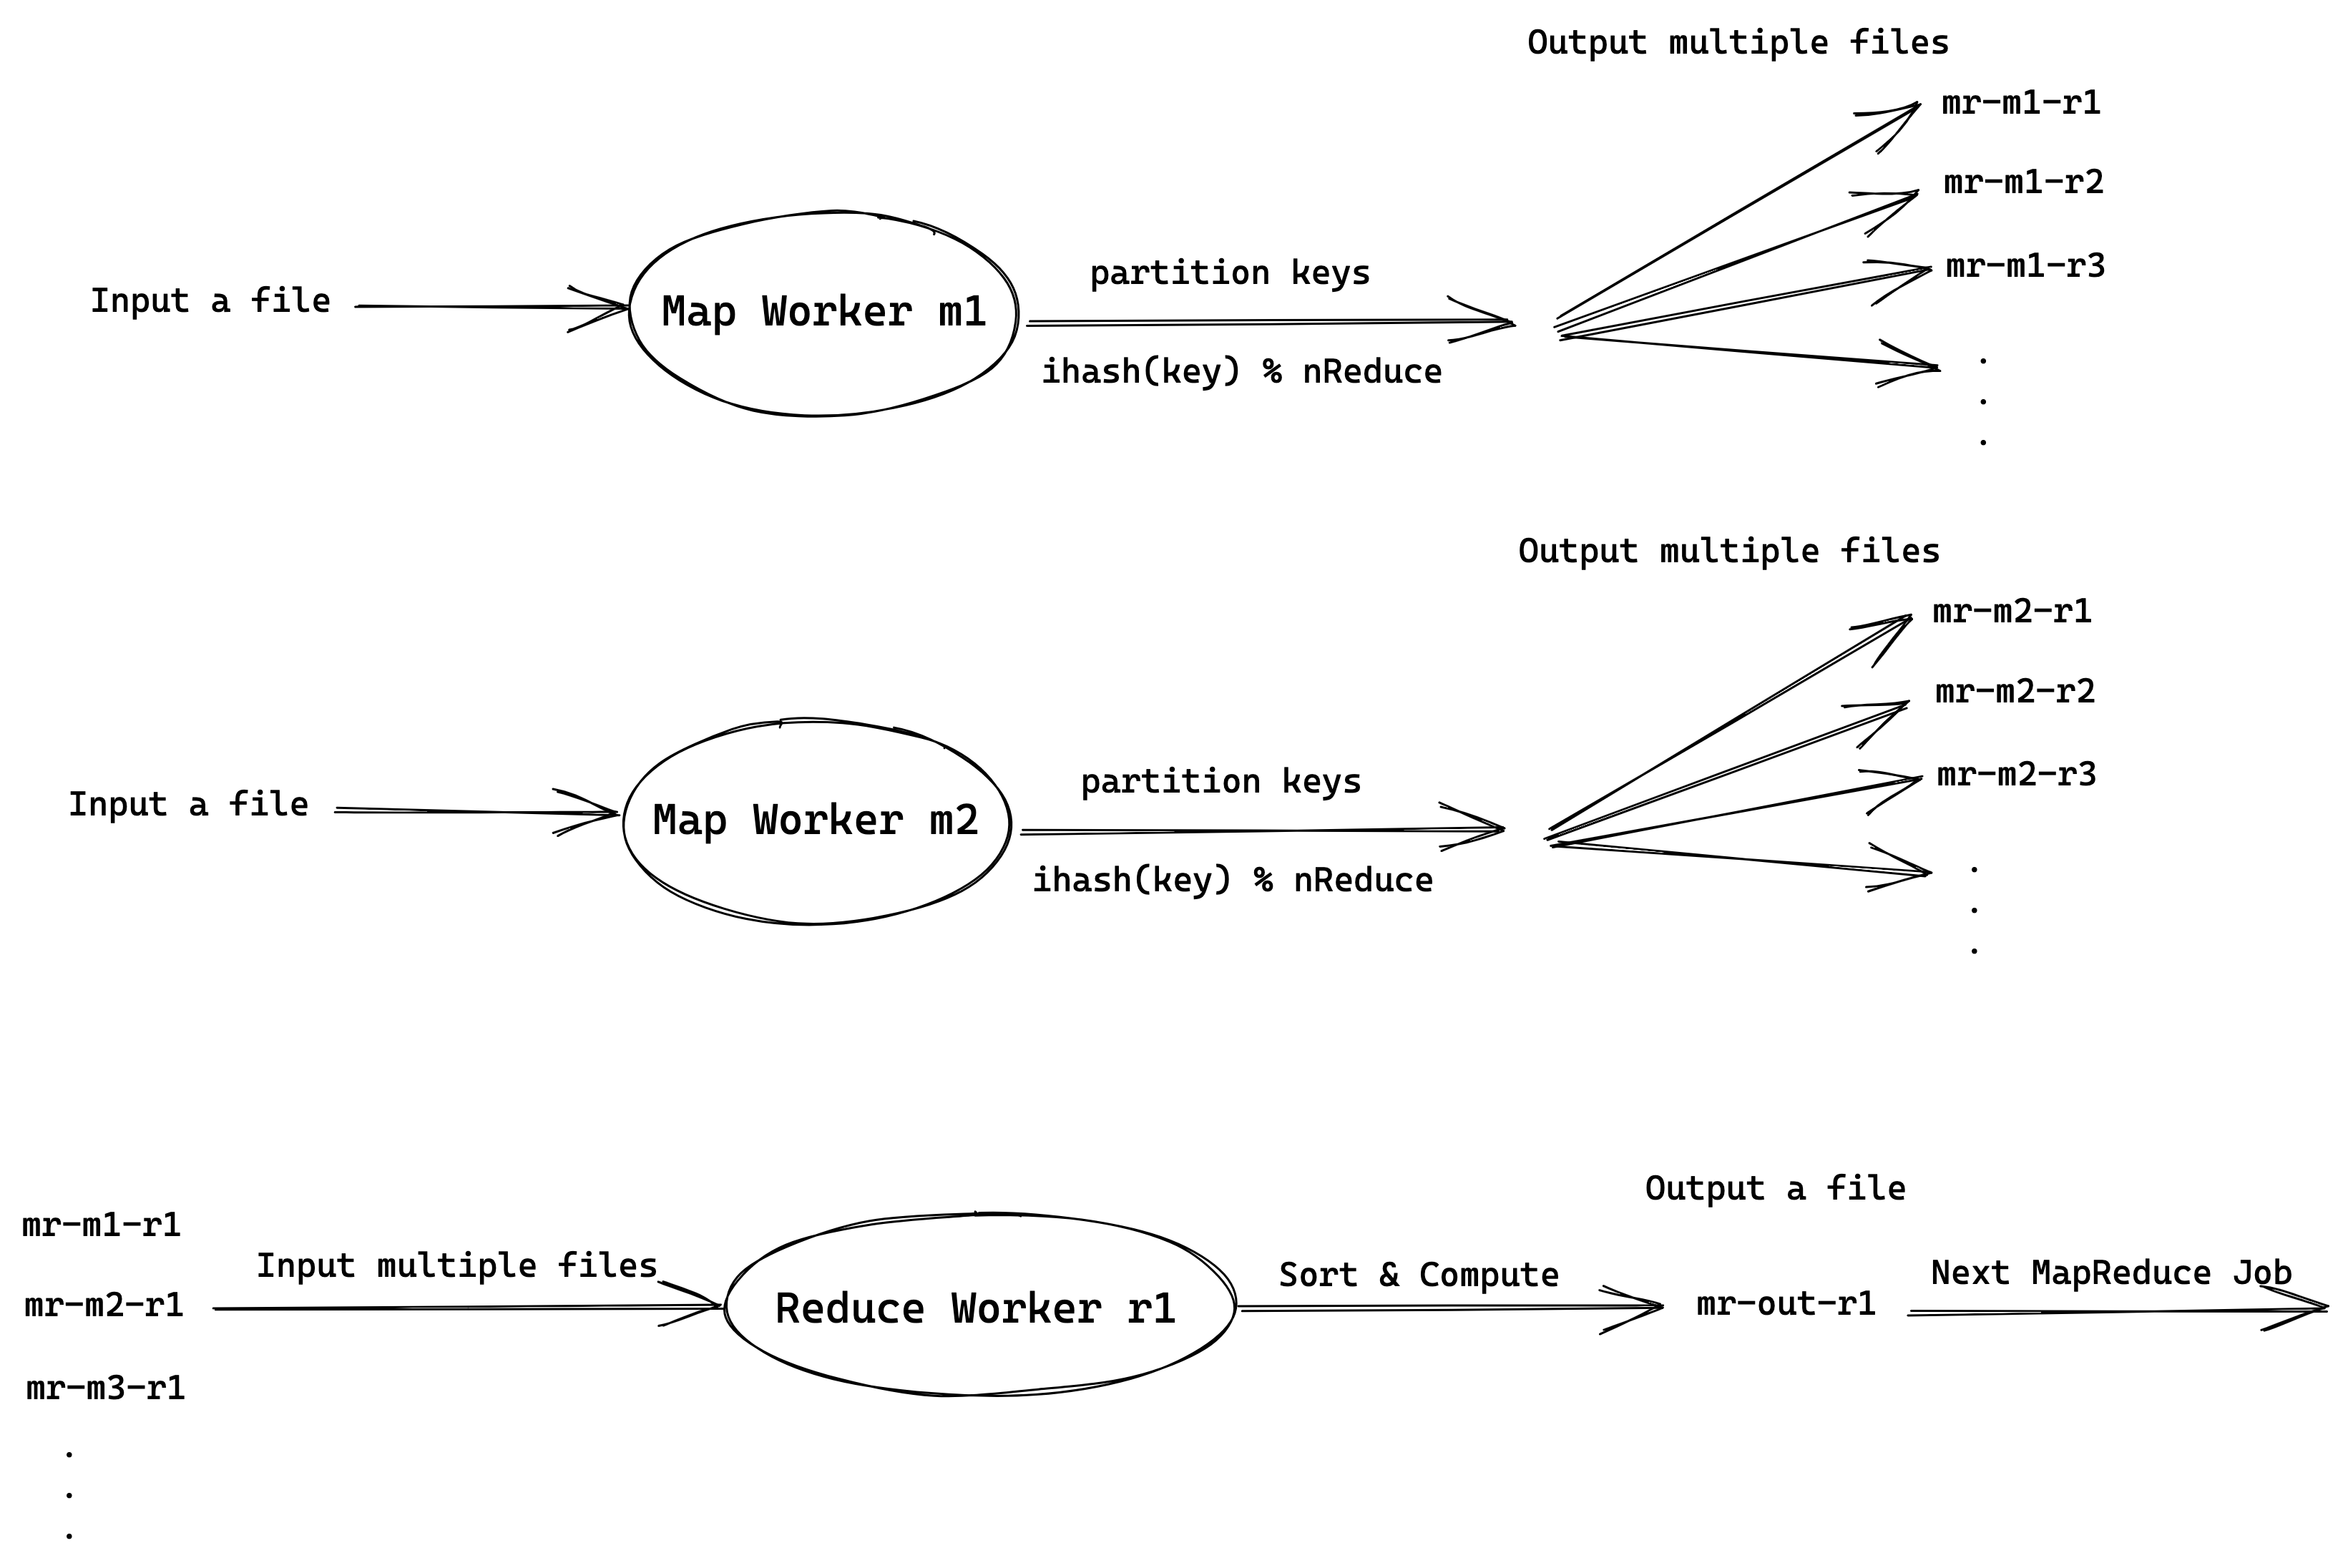 Output multiple files
mr-m1-r1
mr-m1-r2
mr-m1-r3
Input a file
Map Worker m1
partition keys
ihash(key) % nReduce
.
.
.
Output multiple files
mr-m2-r1
mr-m2-r2
mr-m2-r3
Input a file
Map Worker m2
partition keys
ihash(key) % nReduce
.
.
.
mr-m1-r1
mr-m2-r1
mr-m3-r1
.
.
.
Input multiple files
Reduce Worker r1
Sort & Compute
Output a file
mr-out-r1
Next MapReduce Job